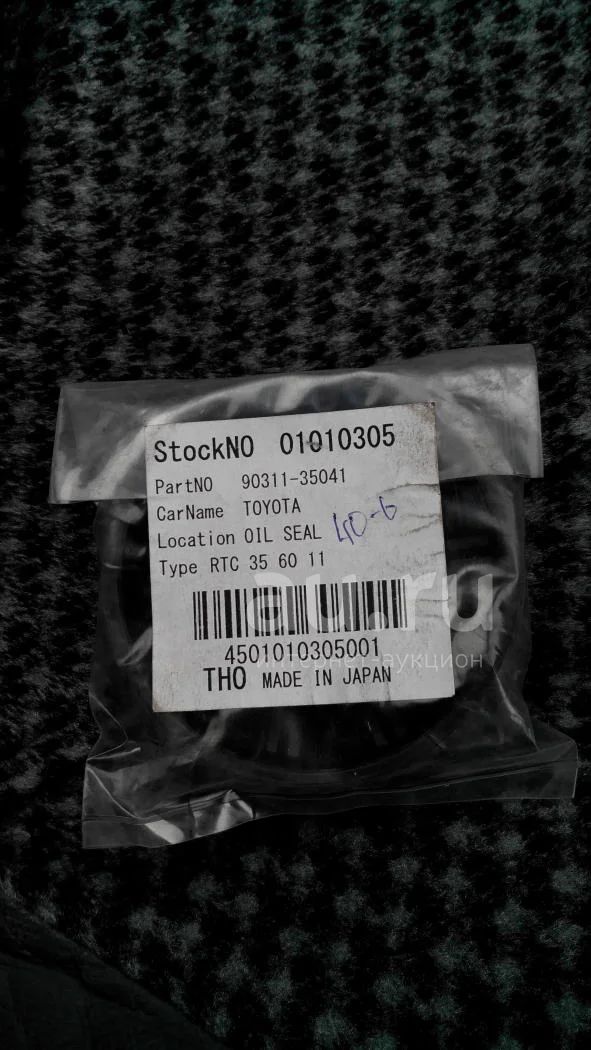 StockNO 01010305
PartNO 90311-35041
CarName TOYOTA
Location OIL SEAL 40-6
Type RTC 35 60 11
au.ru
интернет-аукцион
4501010305001
THO MADE IN JAPAN